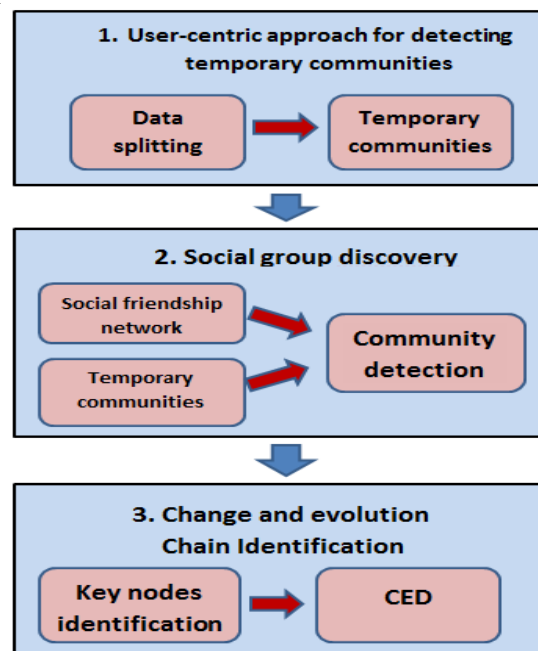 1. User-centric approach for detecting
temporary communities
Data
splitting
Temporary
communities
2. Social group discovery
Social friendship
network
Temporary
communities
Community
detection
3. Change and evolution
Chain Identification
Key nodes
identification
CED